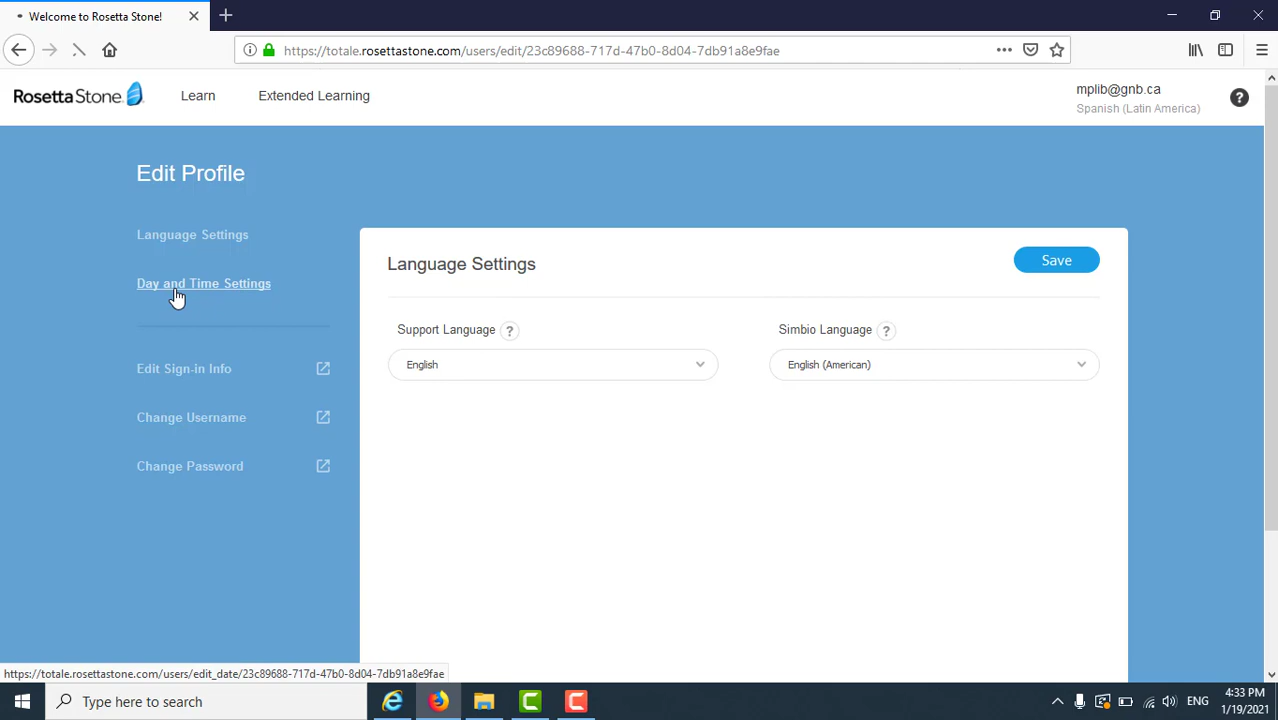 Welcome to Rosetta Stone!
https://totale.rosettastone.com/users/edit/23c89688-717d-47b0-8d04-7db91a8e9fae
RosettaStone
Learn
Extended Learning
mplib@gnb.ca
Spanish (Latin America)
?
Edit Profile
Language Settings
Day and Time Settings
Edit Sign-in Info
Change Username
Change Password
Language Settings
Save
Support Language ?
Simbio Language ?
English
English (American)
https://totale.rosettastone.com/users/edit_date/23c89688-717d-47b0-8d04-7db91a8e9fae
Type here to search
ENG
4:33 PM
1/19/2021